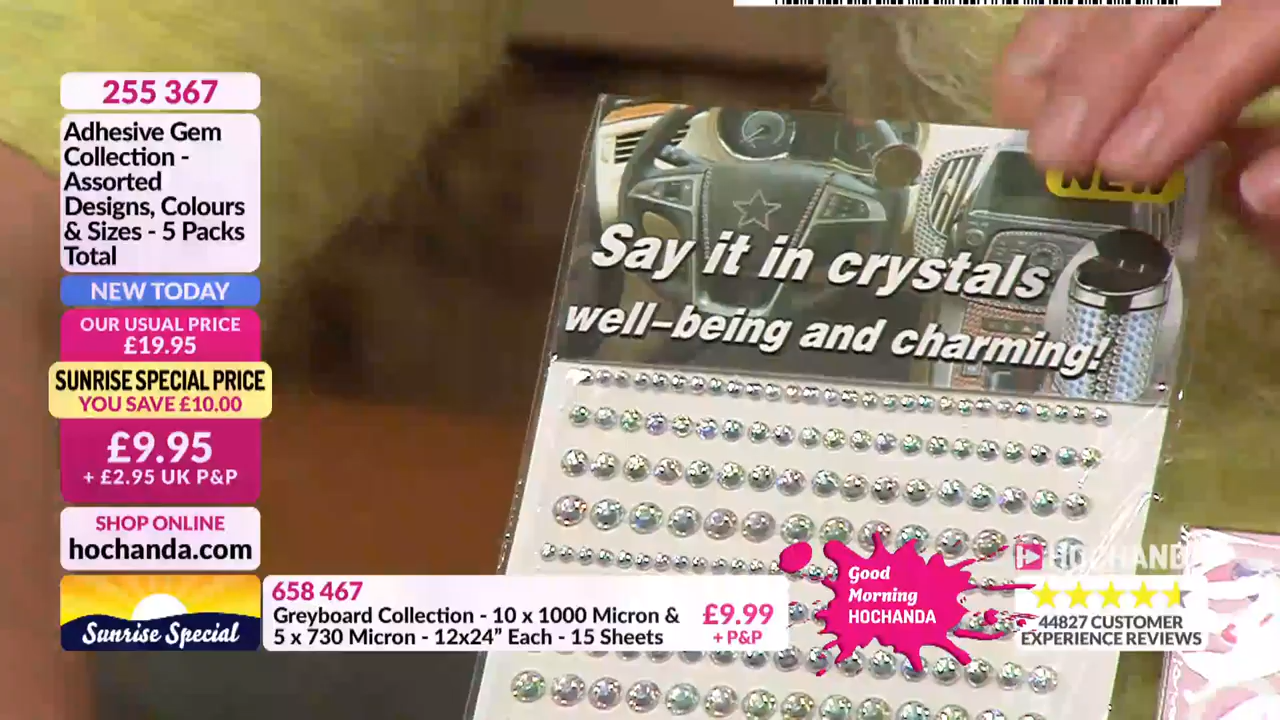 255 367
Adhesive Gem
Collection -
Assorted
Designs, Colours
& Sizes - 5 Packs
Total
NEW TODAY
OUR USUAL PRICE
£19.95
SUNRISE SPECIAL PRICE
YOU SAVE £10.00
£9.95
+ £2.95 UK P&P
SHOP ONLINE
hochanda.com
Sunrise Special
658 467
Greyboard Collection - 10 x 1000 Micron &
5 x 730 Micron - 12x24” Each - 15 Sheets
£9.99
+ P&P
NEW
Say it in crystals
well-being and charming!
Good
Morning
HOCHANDA
HOCHANDA
44827 CUSTOMER
EXPERIENCE REVIEWS